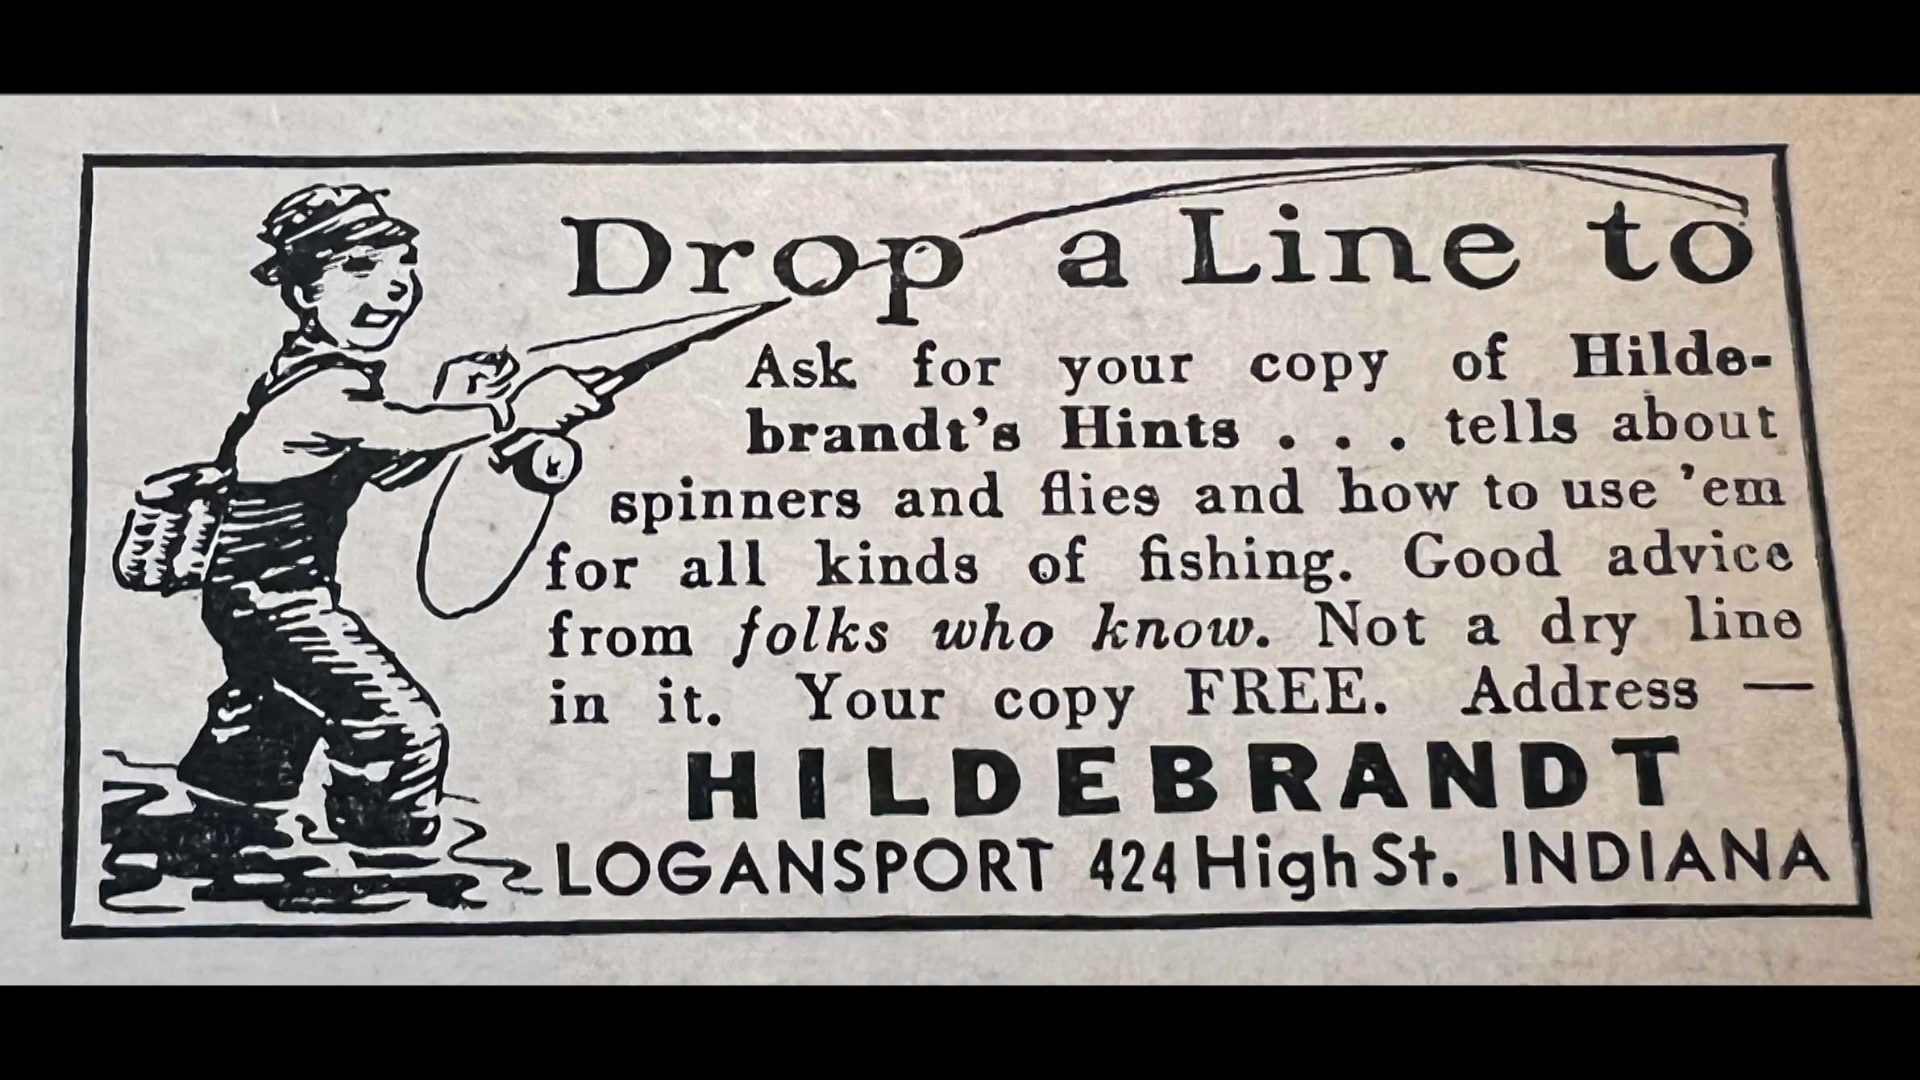 Drop a Line to
Ask for your copy of Hilde-
brandt's Hints . . . tells about
spinners and flies and how to use 'em
for all kinds of fishing. Good advice
from folks who know. Not a dry line
in it. Your copy FREE. Address —
HILDEBRANDT
LOGANSPORT 424 High St. INDIANA